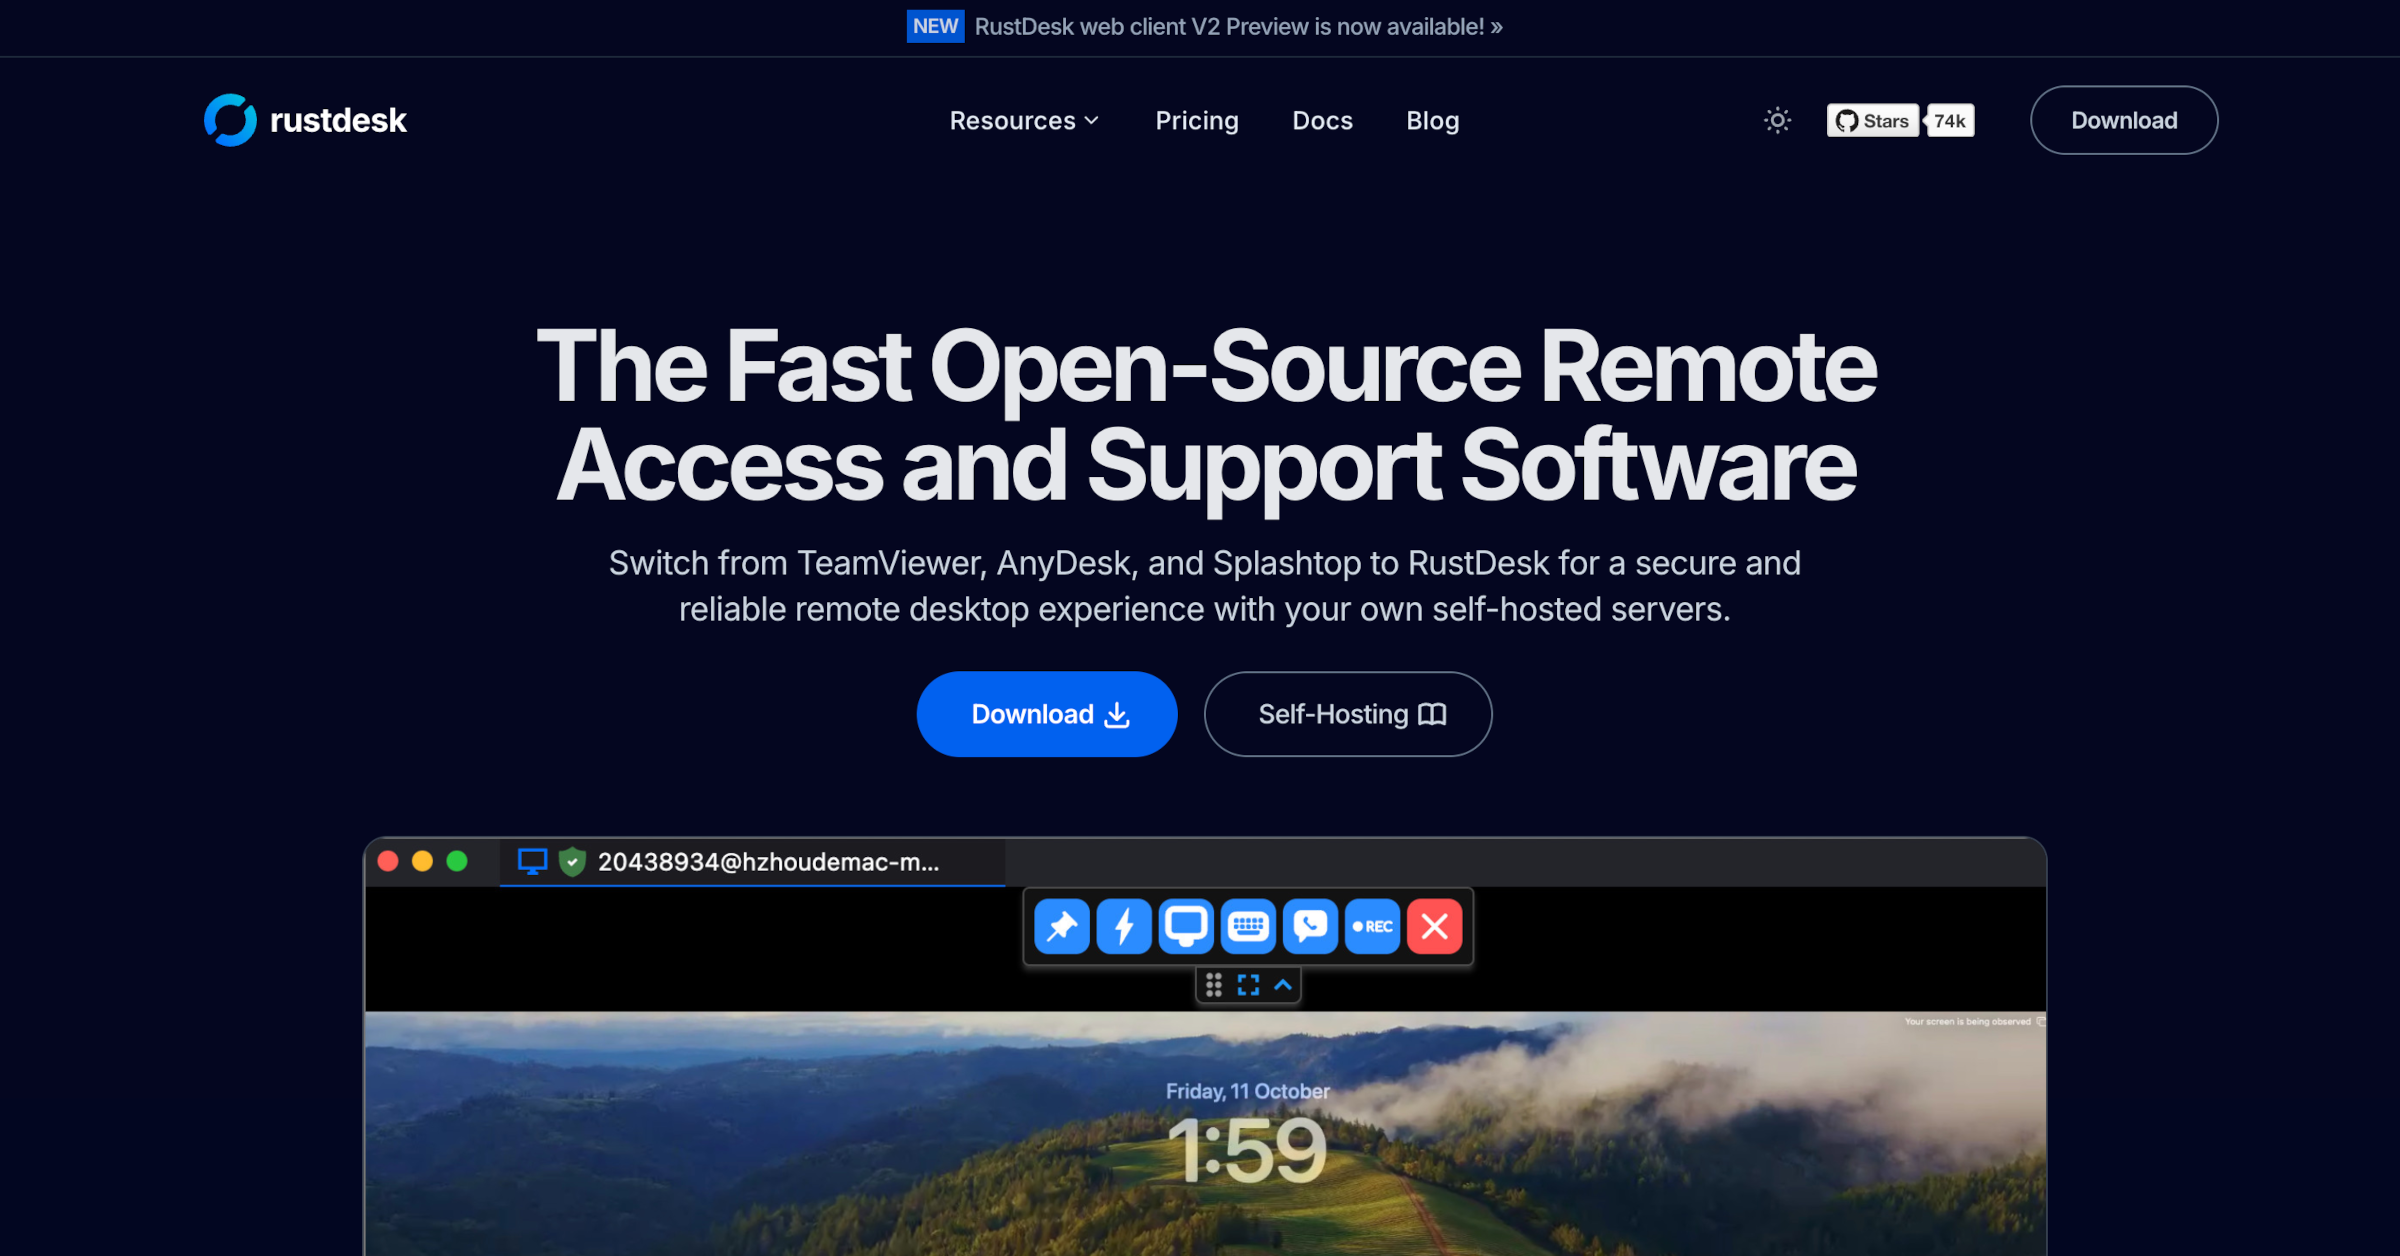 NEW RustDesk web client V2 Preview is now available! »
rustdesk
Resources
Pricing
Docs
Blog
Stars
74k
Download
The Fast Open-Source Remote
Access and Support Software
Switch from TeamViewer, AnyDesk, and Splashtop to RustDesk for a secure and
reliable remote desktop experience with your own self-hosted servers.
Download
Self-Hosting
20438934@hzhoudemac-m...
REC
Your screen is being observed
Friday, 11 October
1:59